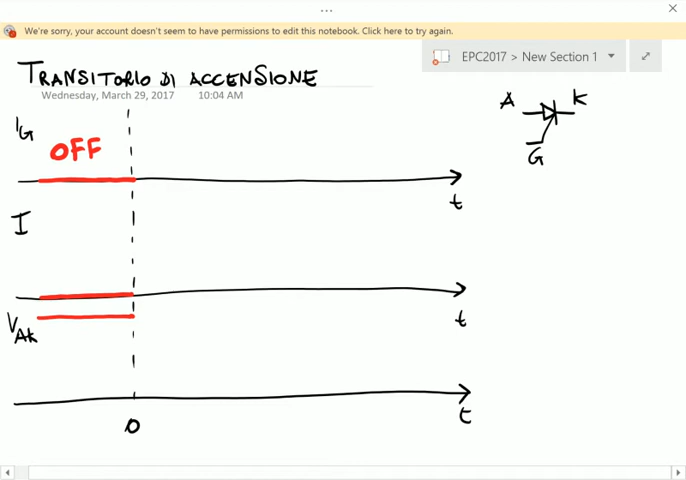 ...
We're sorry, your account doesn't seem to have permissions to edit this notebook. Click here to try again.
EPC2017 > New Section 1
TRANSITORIO DI ACCENSIONE
Wednesday, March 29, 2017 10:04 AM
A K
G
IG
OFF
t
I
t
VAK
t
0